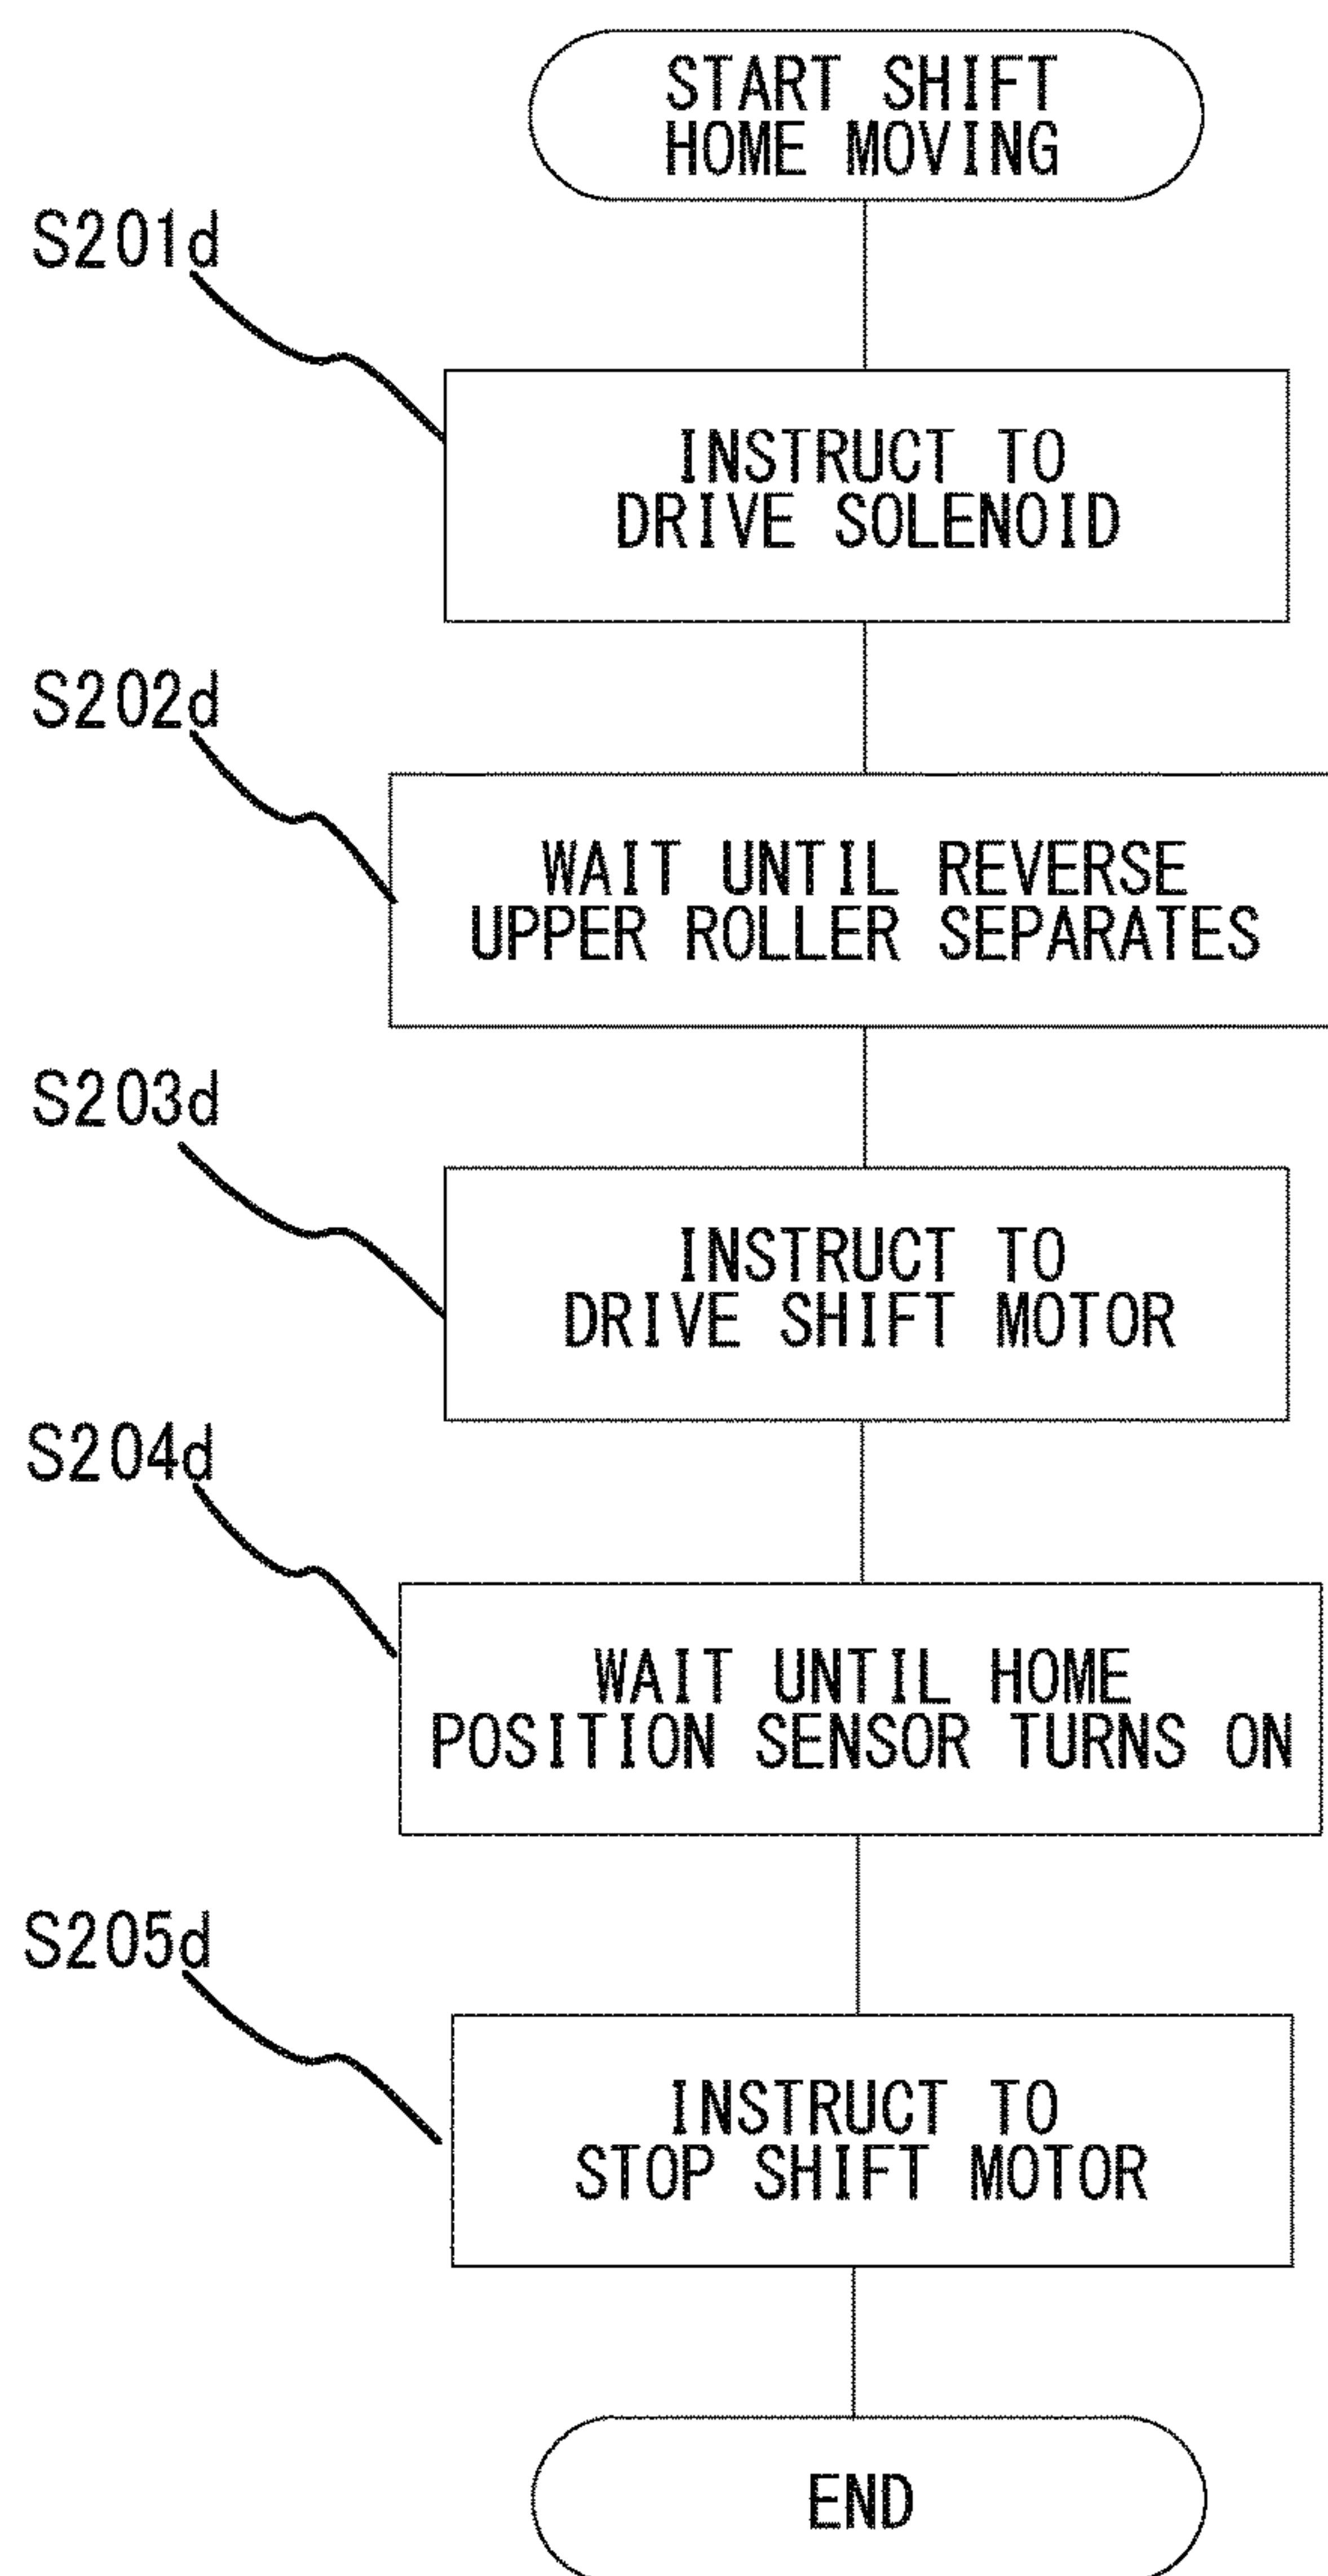 START SHIFT
HOME MOVING
S201d
INSTRUCT TO
DRIVE SOLENOID
S202d
WAIT UNTIL REVERSE
UPPER ROLLER SEPARATES
S203d
INSTRUCT TO
DRIVE SHIFT MOTOR
S204d
WAIT UNTIL HOME
POSITION SENSOR TURNS ON
S205d
INSTRUCT TO
STOP SHIFT MOTOR
END